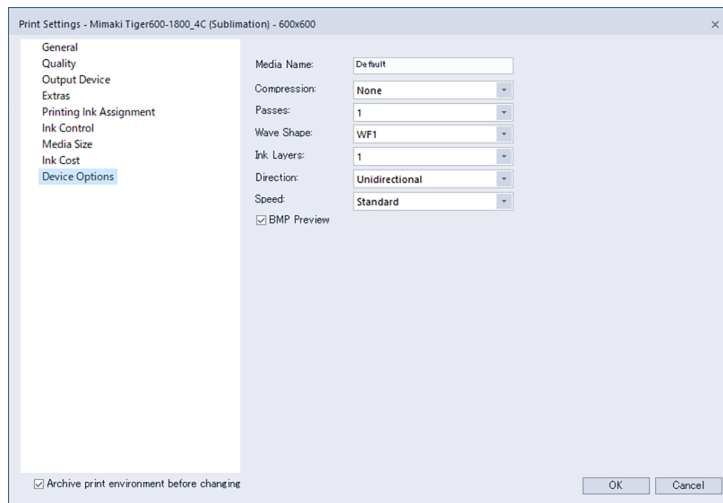 Print Settings - Mimaki Tiger600-1800_4C (Sublimation) - 600x600
General
Quality
Output Device
Extras
Printing Ink Assignment
Ink Control
Media Size
Ink Cost
Device Options
Media Name: Default
Compression: None
Passes: 1
Wave Shape: WF1
Ink Layers: 1
Direction: Unidirectional
Speed: Standard
BMP Preview
Archive print environment before changing
OK Cancel